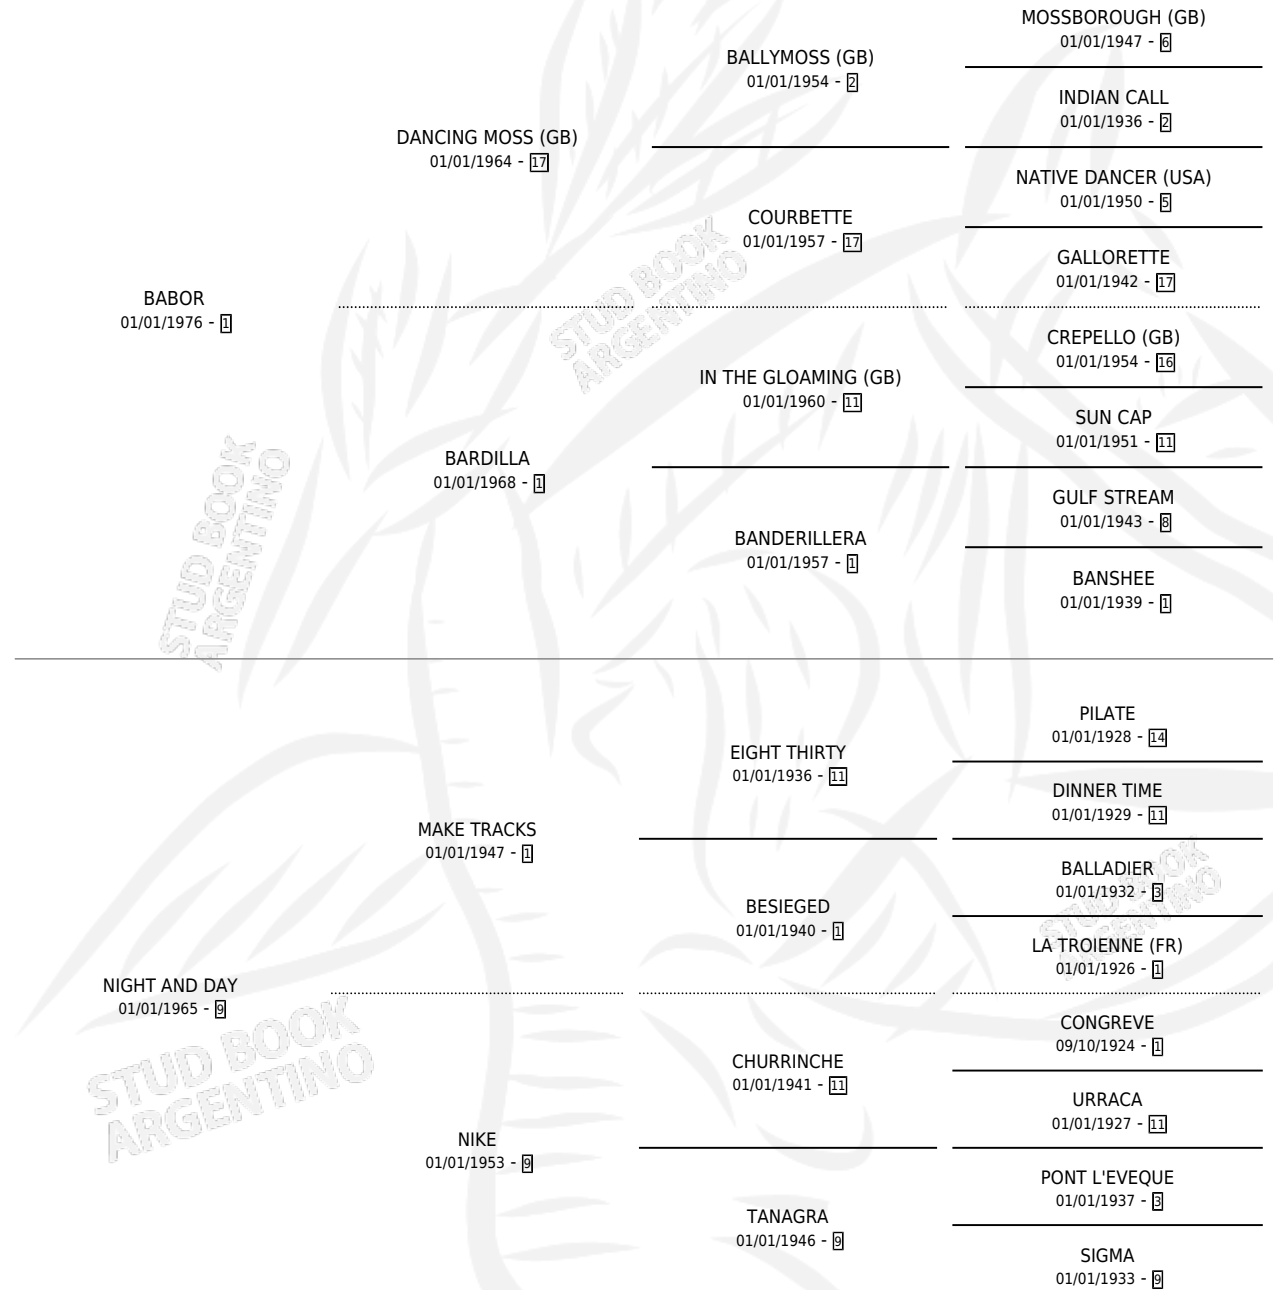 MOSSBOROUGH (GB)
01/01/1947 - 6
BALLYMOSS (GB)
01/01/1954 - 2
INDIAN CALL
01/01/1936 - 2
DANCING MOSS (GB)
01/01/1964 - 17
NATIVE DANCER (USA)
01/01/1950 - 5
COURBETTE
01/01/1957 - 17
GALLORETTE
01/01/1942 - 17
BABOR
01/01/1976 - 1
CREPELLO (GB)
01/01/1954 - 16
IN THE GLOAMING (GB)
01/01/1960 - 11
SUN CAP
01/01/1951 - 11
BARDILLA
01/01/1968 - 1
GULF STREAM
01/01/1943 - 8
BANDERILLERA
01/01/1957 - 1
BANSHEE
01/01/1939 - 1
PILATE
01/01/1928 - 14
EIGHT THIRTY
01/01/1936 - 11
DINNER TIME
01/01/1929 - 11
MAKE TRACKS
01/01/1947 - 1
BALLADIER
01/01/1932 - 3
BESIEGED
01/01/1940 - 1
LA TROIENNE (FR)
01/01/1926 - 1
NIGHT AND DAY
01/01/1965 - 9
CONGREVE
09/10/1924 - 1
CHURRINCHE
01/01/1941 - 11
URRACA
01/01/1927 - 11
NIKE
01/01/1953 - 9
PONT L'EVEQUE
01/01/1937 - 3
TANAGRA
01/01/1946 - 9
SIGMA
01/01/1933 - 9
STUD BOOK
ARGENTINO
STUD BOOK
ARGENTINO
STUD BOOK
ARGENTINO
STUD BOOK
ARGENTINO